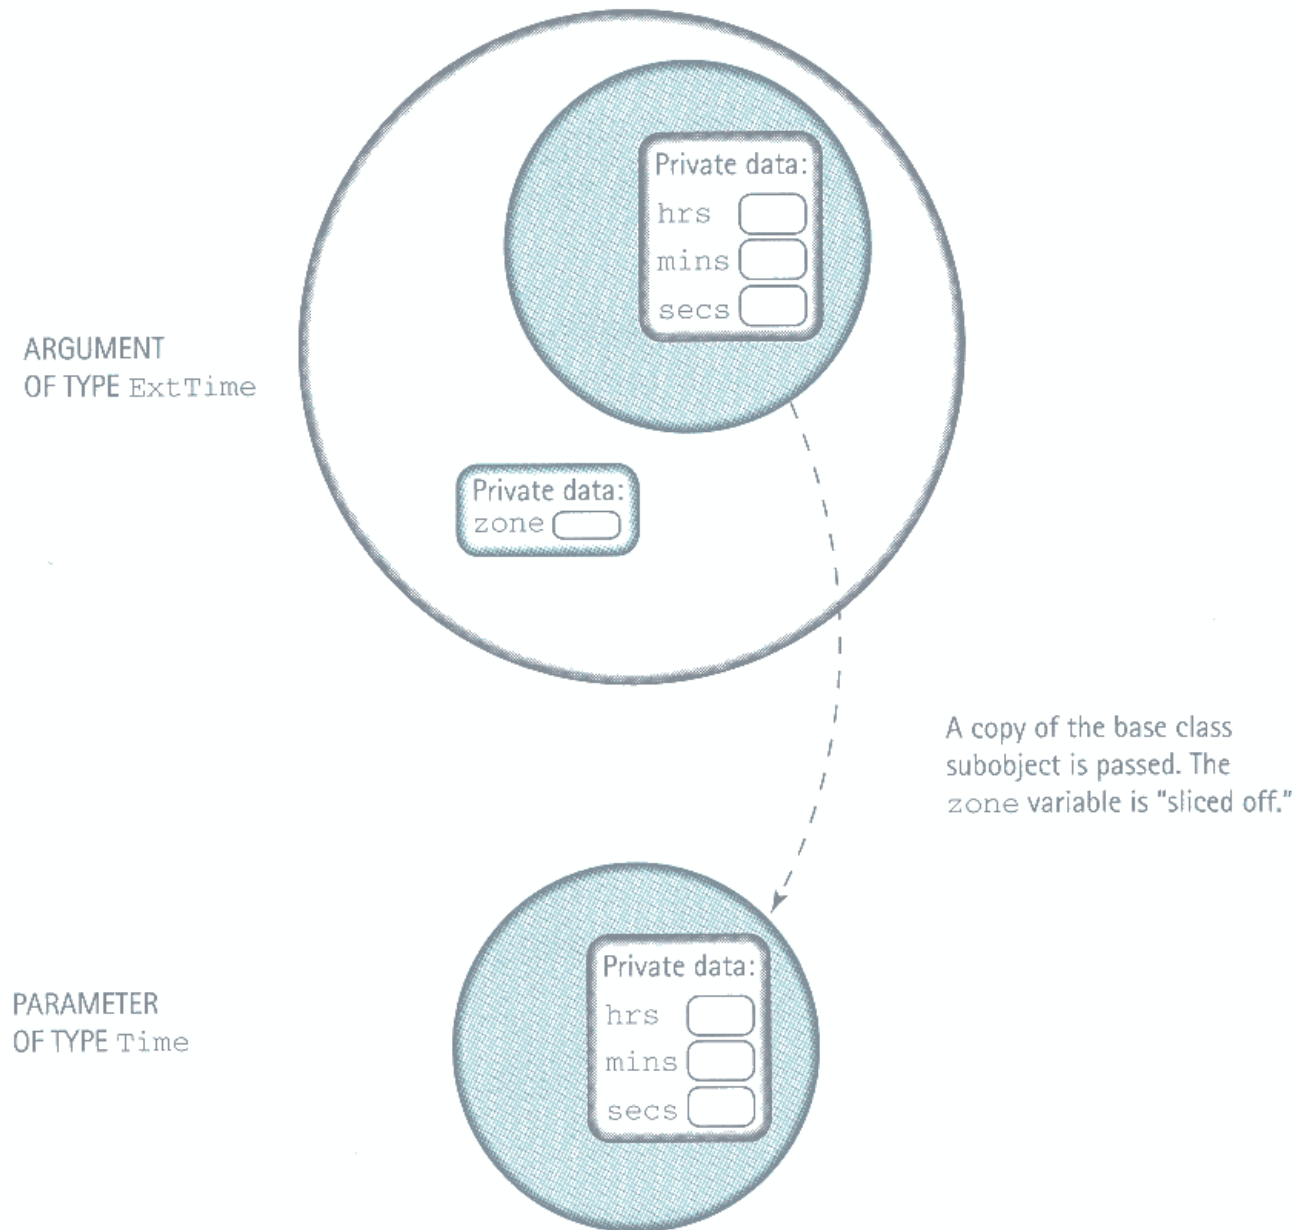 Private data:
hrs
mins
secs
ARGUMENT
OF TYPE ExtTime
Private data:
zone
A copy of the base class
subobject is passed. The
zone variable is "sliced off."
Private data:
hrs
mins
secs
PARAMETER
OF TYPE Time